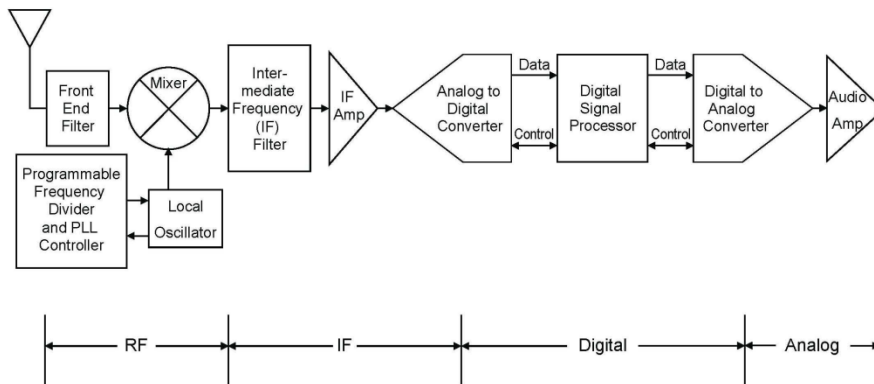 Front
End
Filter
Mixer
Inter-
mediate
Frequency
(IF)
Filter
IF
Amp
Analog to
Digital
Converter
Data
Control
Digital
Signal
Processor
Data
Control
Digital to
Analog
Converter
Audio
Amp
Programmable
Frequency
Divider
and PLL
Controller
Local
Oscillator
RF
IF
Digital
Analog